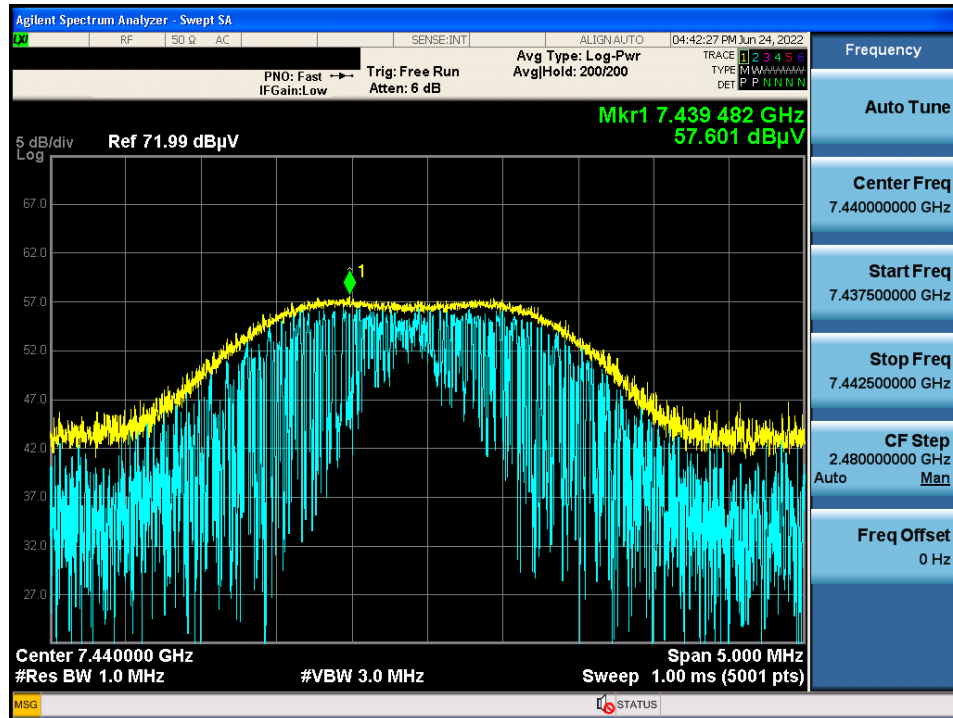 Agilent Spectrum Analyzer - Swept SA
LXI RF 50 Ω AC SENSE:INT ALIGN AUTO 04:42:27 PM Jun 24, 2022
Frequency
PNO: Fast
IFGain:Low
Trig: Free Run
Atten: 6 dB
Avg Type: Log-Pwr
Avg|Hold: 200/200
TRACE 1 2 3 4 5 6
TYPE M W W W W W
DET P P N N N N
Mkr1 7.439 482 GHz
57.601 dBµV
5 dB/div Ref 71.99 dBµV
Log
67.0
62.0
57.0
52.0
47.0
42.0
37.0
32.0
27.0
1
Center 7.440000 GHz Span 5.000 MHz
#Res BW 1.0 MHz #VBW 3.0 MHz Sweep 1.00 ms (5001 pts)
Auto Tune
Center Freq
7.440000000 GHz
Start Freq
7.437500000 GHz
Stop Freq
7.442500000 GHz
CF Step
2.480000000 GHz
Auto Man
Freq Offset
0 Hz
MSG STATUS